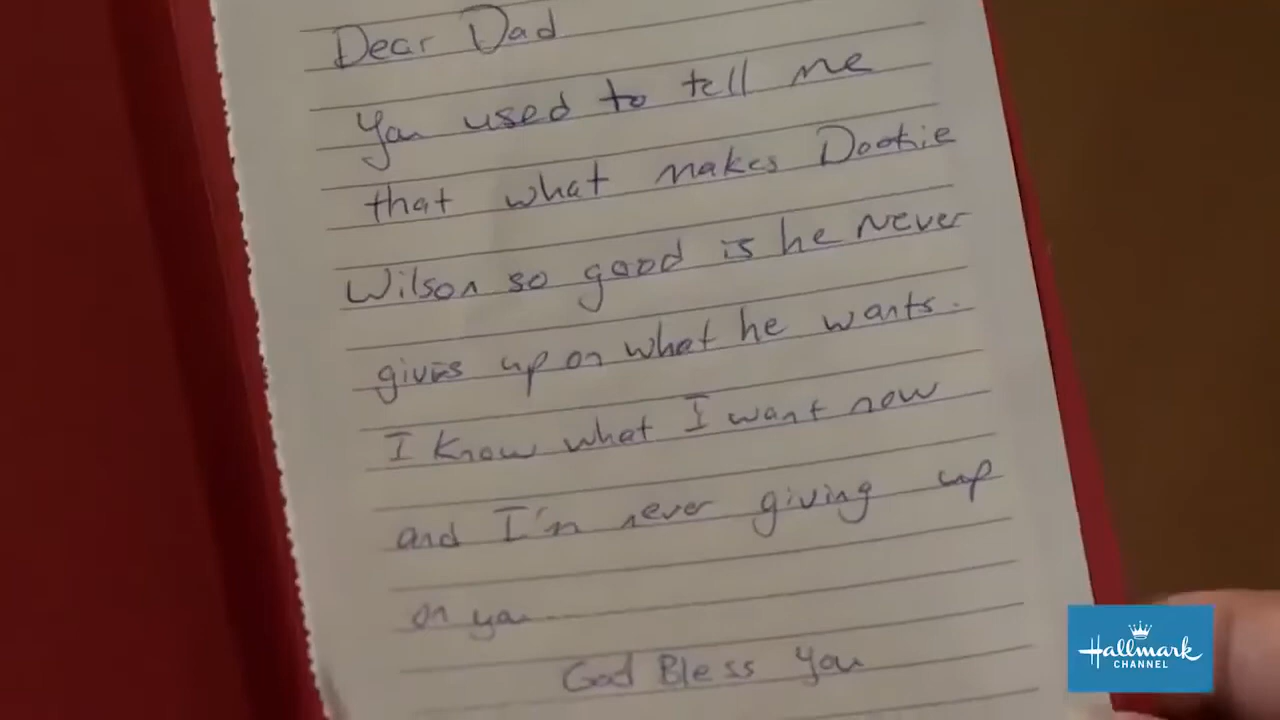 Dear Dad
You used to tell me
that what makes Dookie
Wilson so good is he never
gives up on what he wants.
I know what I want now
and I'm never giving up
on you
God Bless You
Hallmark
CHANNEL